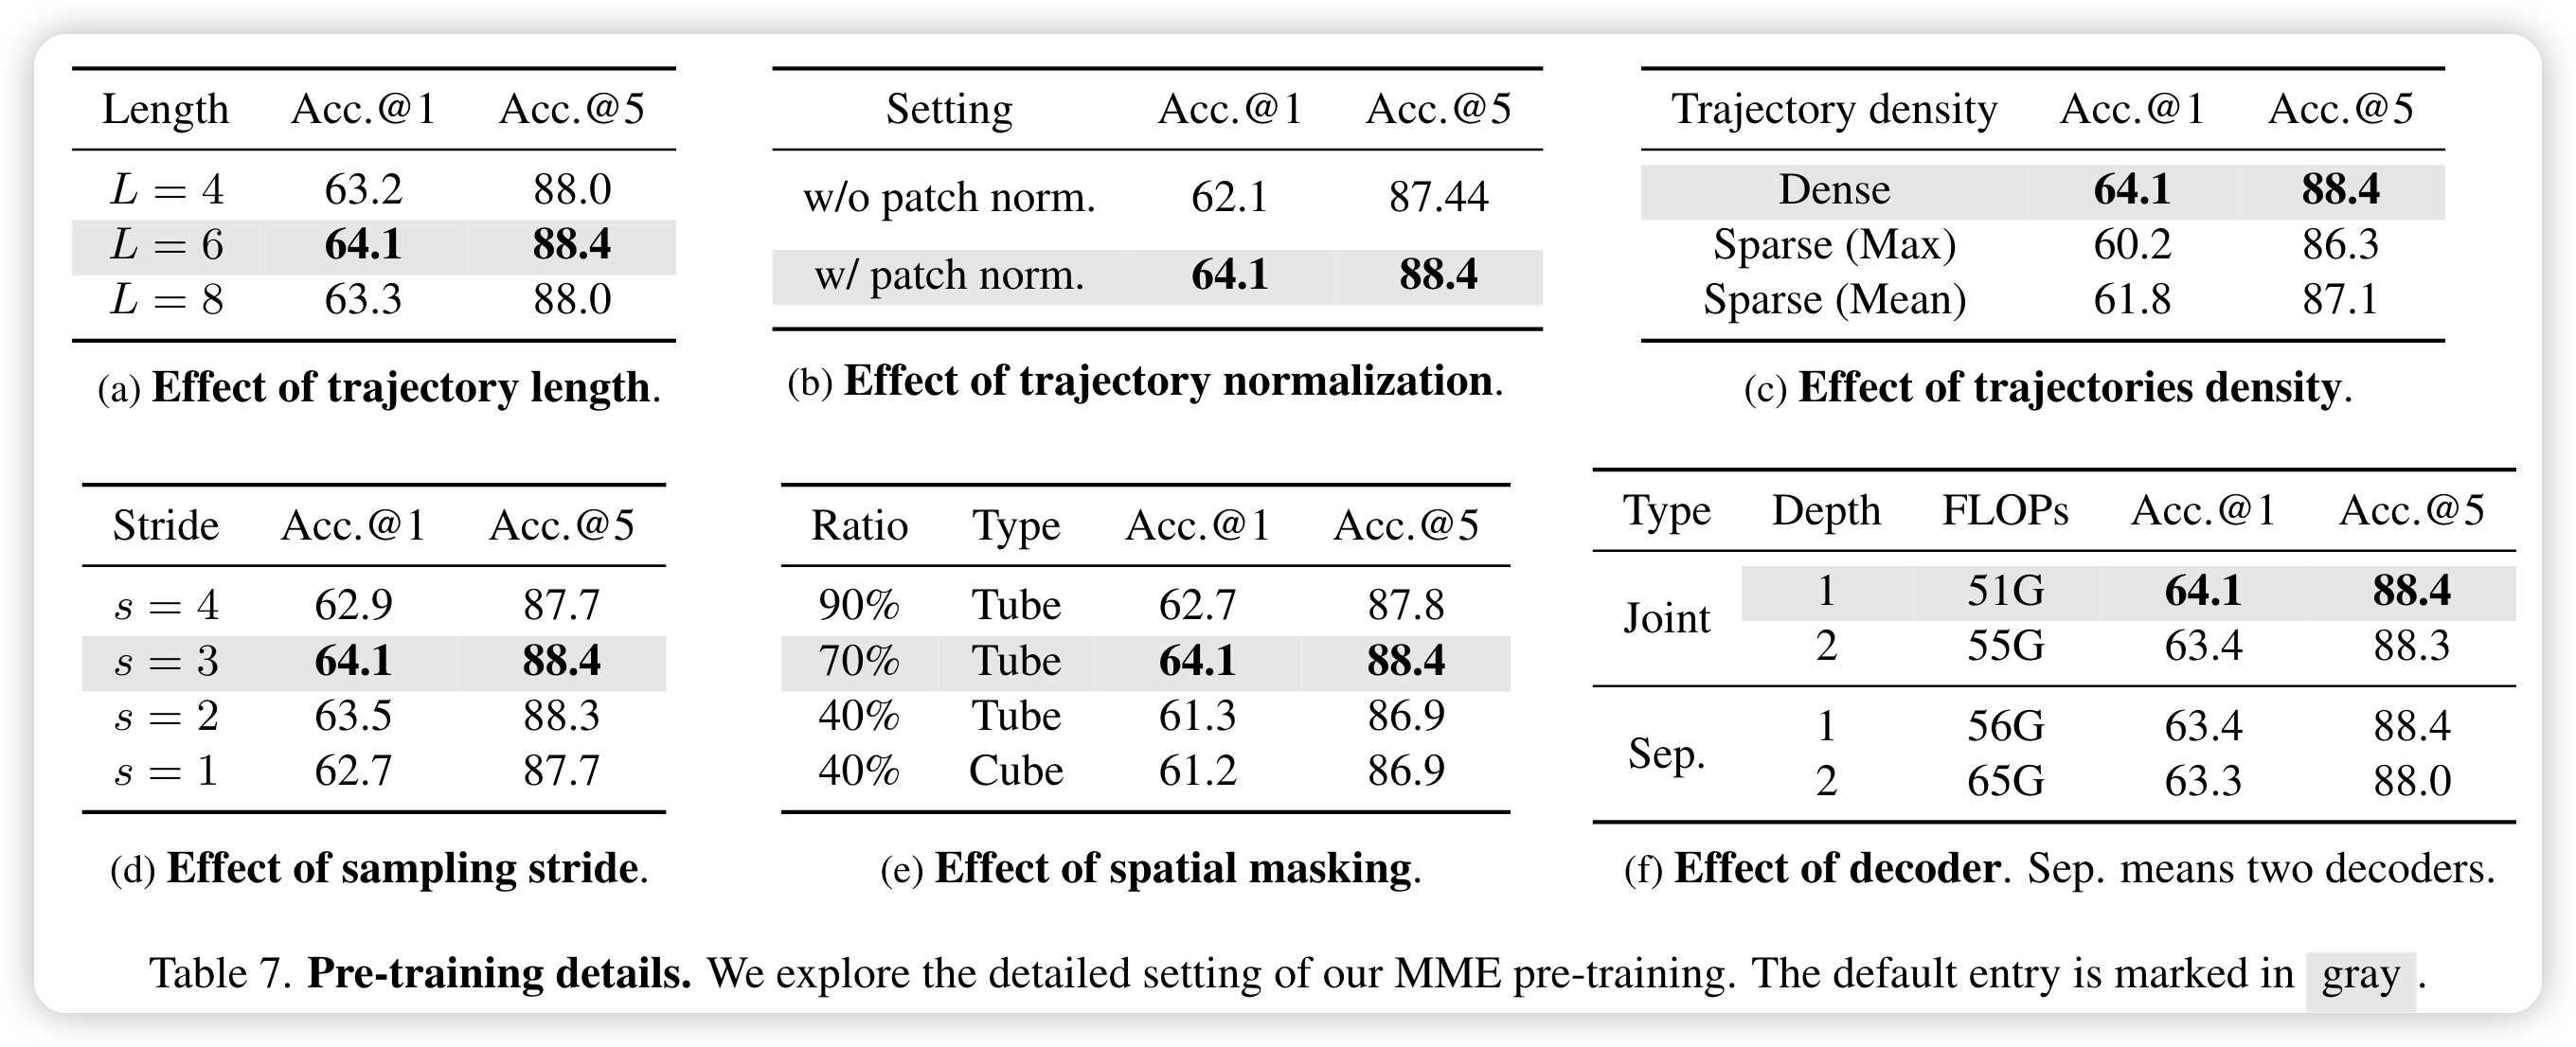 Length Acc.@1 Acc.@5
L = 4 63.2 88.0
L = 6 64.1 88.4
L = 8 63.3 88.0
(a) Effect of trajectory length.
Setting Acc.@1 Acc.@5
w/o patch norm. 62.1 87.44
w/ patch norm. 64.1 88.4
(b) Effect of trajectory normalization.
Trajectory density Acc.@1 Acc.@5
Dense 64.1 88.4
Sparse (Max) 60.2 86.3
Sparse (Mean) 61.8 87.1
(c) Effect of trajectories density.
Stride Acc.@1 Acc.@5
s = 4 62.9 87.7
s = 3 64.1 88.4
s = 2 63.5 88.3
s = 1 62.7 87.7
(d) Effect of sampling stride.
Ratio Type Acc.@1 Acc.@5
90% Tube 62.7 87.8
70% Tube 64.1 88.4
40% Tube 61.3 86.9
40% Cube 61.2 86.9
(e) Effect of spatial masking.
Type Depth FLOPs Acc.@1 Acc.@5
Joint
1 51G 64.1 88.4
2 55G 63.4 88.3
Sep.
1 56G 63.4 88.4
2 65G 63.3 88.0
(f) Effect of decoder. Sep. means two decoders.
Table 7. Pre-training details. We explore the detailed setting of our MME pre-training. The default entry is marked in gray .